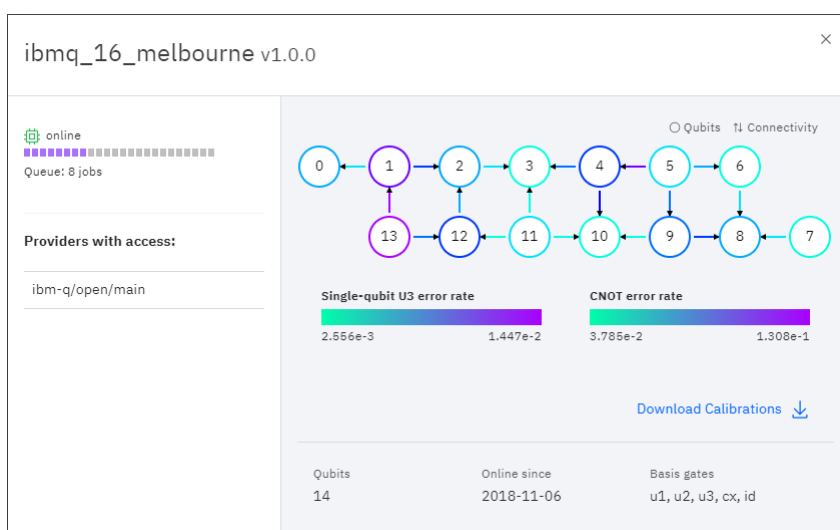 ibmq_16_melbourne v1.0.0
online
Queue: 8 jobs
Providers with access:
ibm-q/open/main
Qubits Connectivity
0 1 2 3 4 5 6
13 12 11 10 9 8 7
Single-qubit U3 error rate CNOT error rate
2.556e-3 1.447e-2 3.785e-2 1.308e-1
Download Calibrations
Qubits Online since Basis gates
14 2018-11-06 u1, u2, u3, cx, id